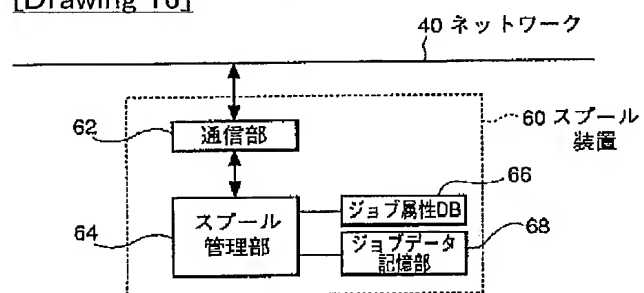 [Drawing 16]
40 ネットワーク
62
通信部
60 スプール
装置
66
64
スプール
管理部
ジョブ属性DB
68
ジョブデータ
記憶部